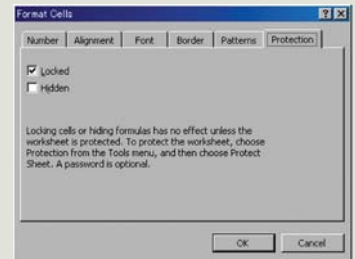 Format Cells
Number Alignment Font Border Patterns Protection
Locked
Hidden
Locking cells or hiding formulas has no effect unless the
worksheet is protected. To protect the worksheet, choose
Protection from the Tools menu, and then choose Protect
Sheet. A password is optional.
OK Cancel